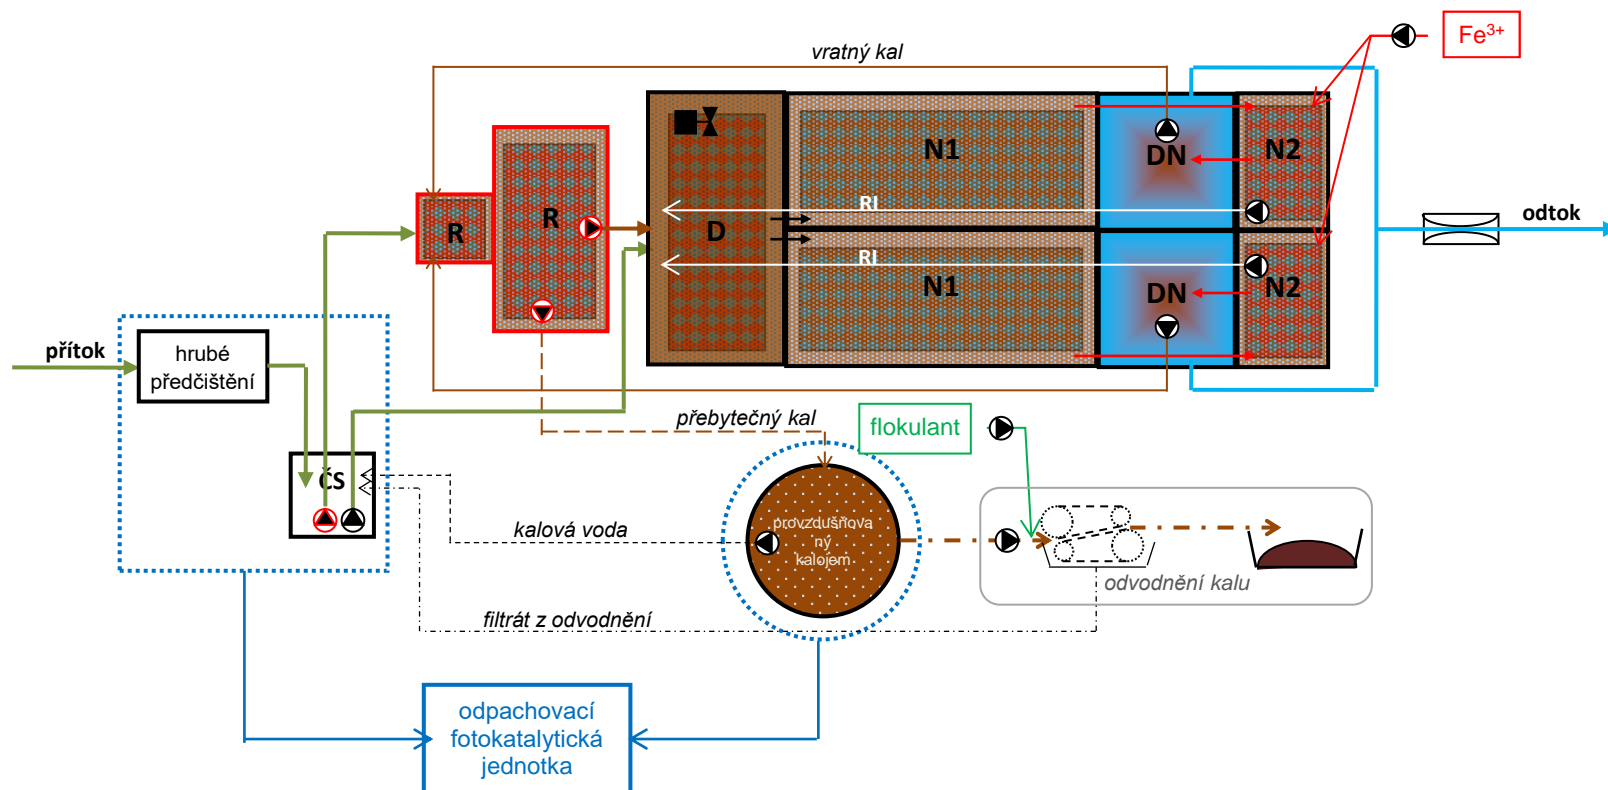 vratný kal
Fe³⁺
N1
DN
N2
R
R
RI
D
odtok
RI
N1
DN
N2
přítok
hrubé
předčištění
přebytečný kal
flokulant
ČS
kalová voda
provzdušňova
ný
kalojem
odvodnění kalu
filtrát z odvodnění
odpachovací
fotokatalytická
jednotka